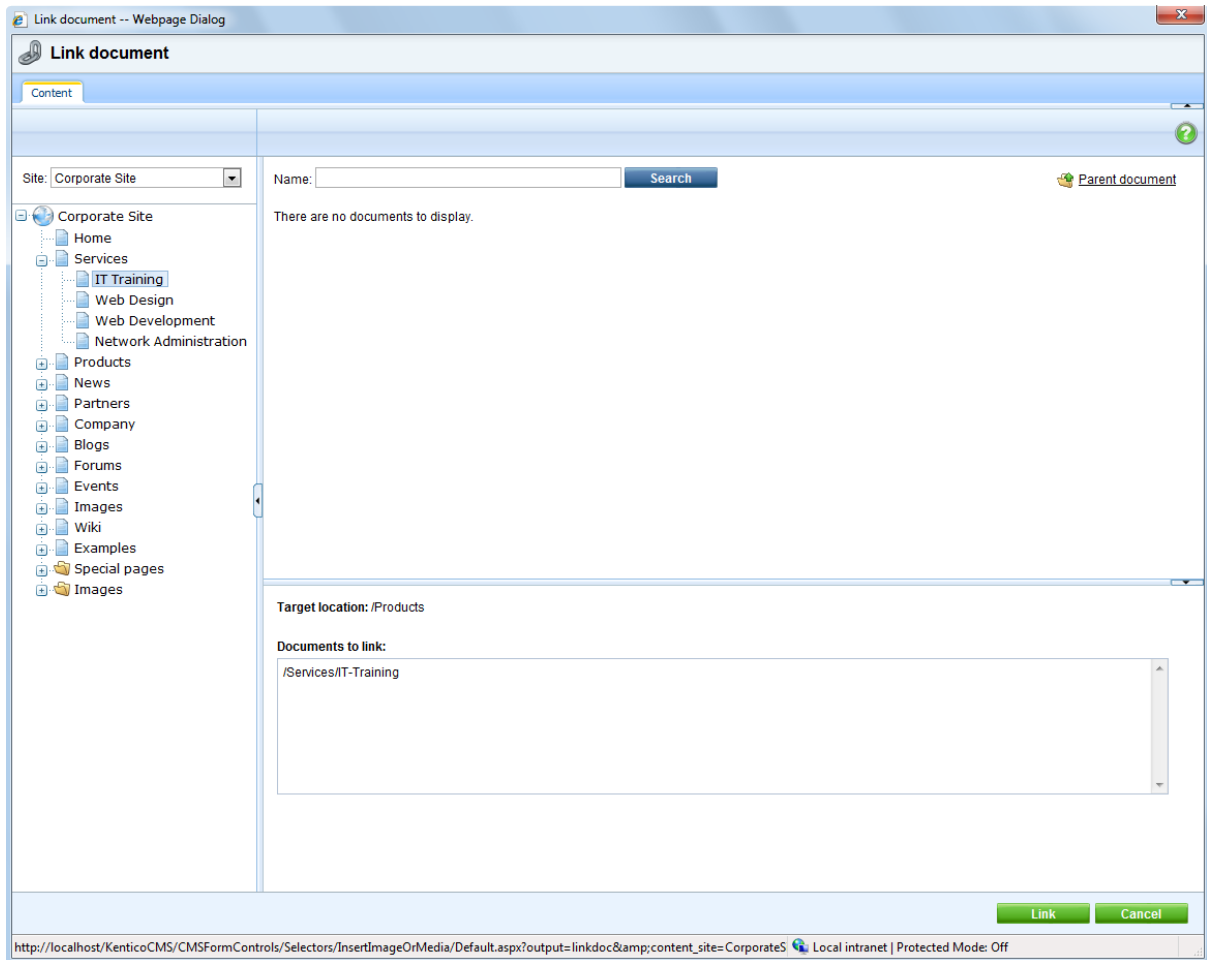 Link document -- Webpage Dialog
x
Link document
Content
?
Site: Corporate Site
Name: Search Parent document
There are no documents to display.
Corporate Site
Home
Services
IT Training
Web Design
Web Development
Network Administration
Products
News
Partners
Company
Blogs
Forums
Events
Images
Wiki
Examples
Special pages
Images
Target location: /Products
Documents to link:
/Services/IT-Training
Link Cancel
http://localhost/KenticoCMS/CMSFormControls/Selectors/InsertImageOrMedia/Default.aspx?output=linkdoc&amp;content_site=CorporateS Local intranet | Protected Mode: Off